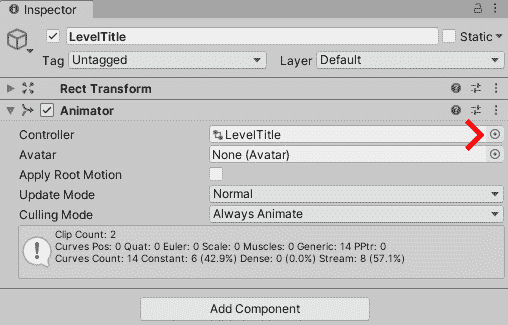 Inspector
LevelTitle Static
Tag Untagged Layer Default
Rect Transform
Animator
Controller LevelTitle
Avatar None (Avatar)
Apply Root Motion
Update Mode Normal
Culling Mode Always Animate
Clip Count: 2
Curves Pos: 0 Quat: 0 Euler: 0 Scale: 0 Muscles: 0 Generic: 14 PPtr: 0
Curves Count: 14 Constant: 6 (42.9%) Dense: 0 (0.0%) Stream: 8 (57.1%)
Add Component